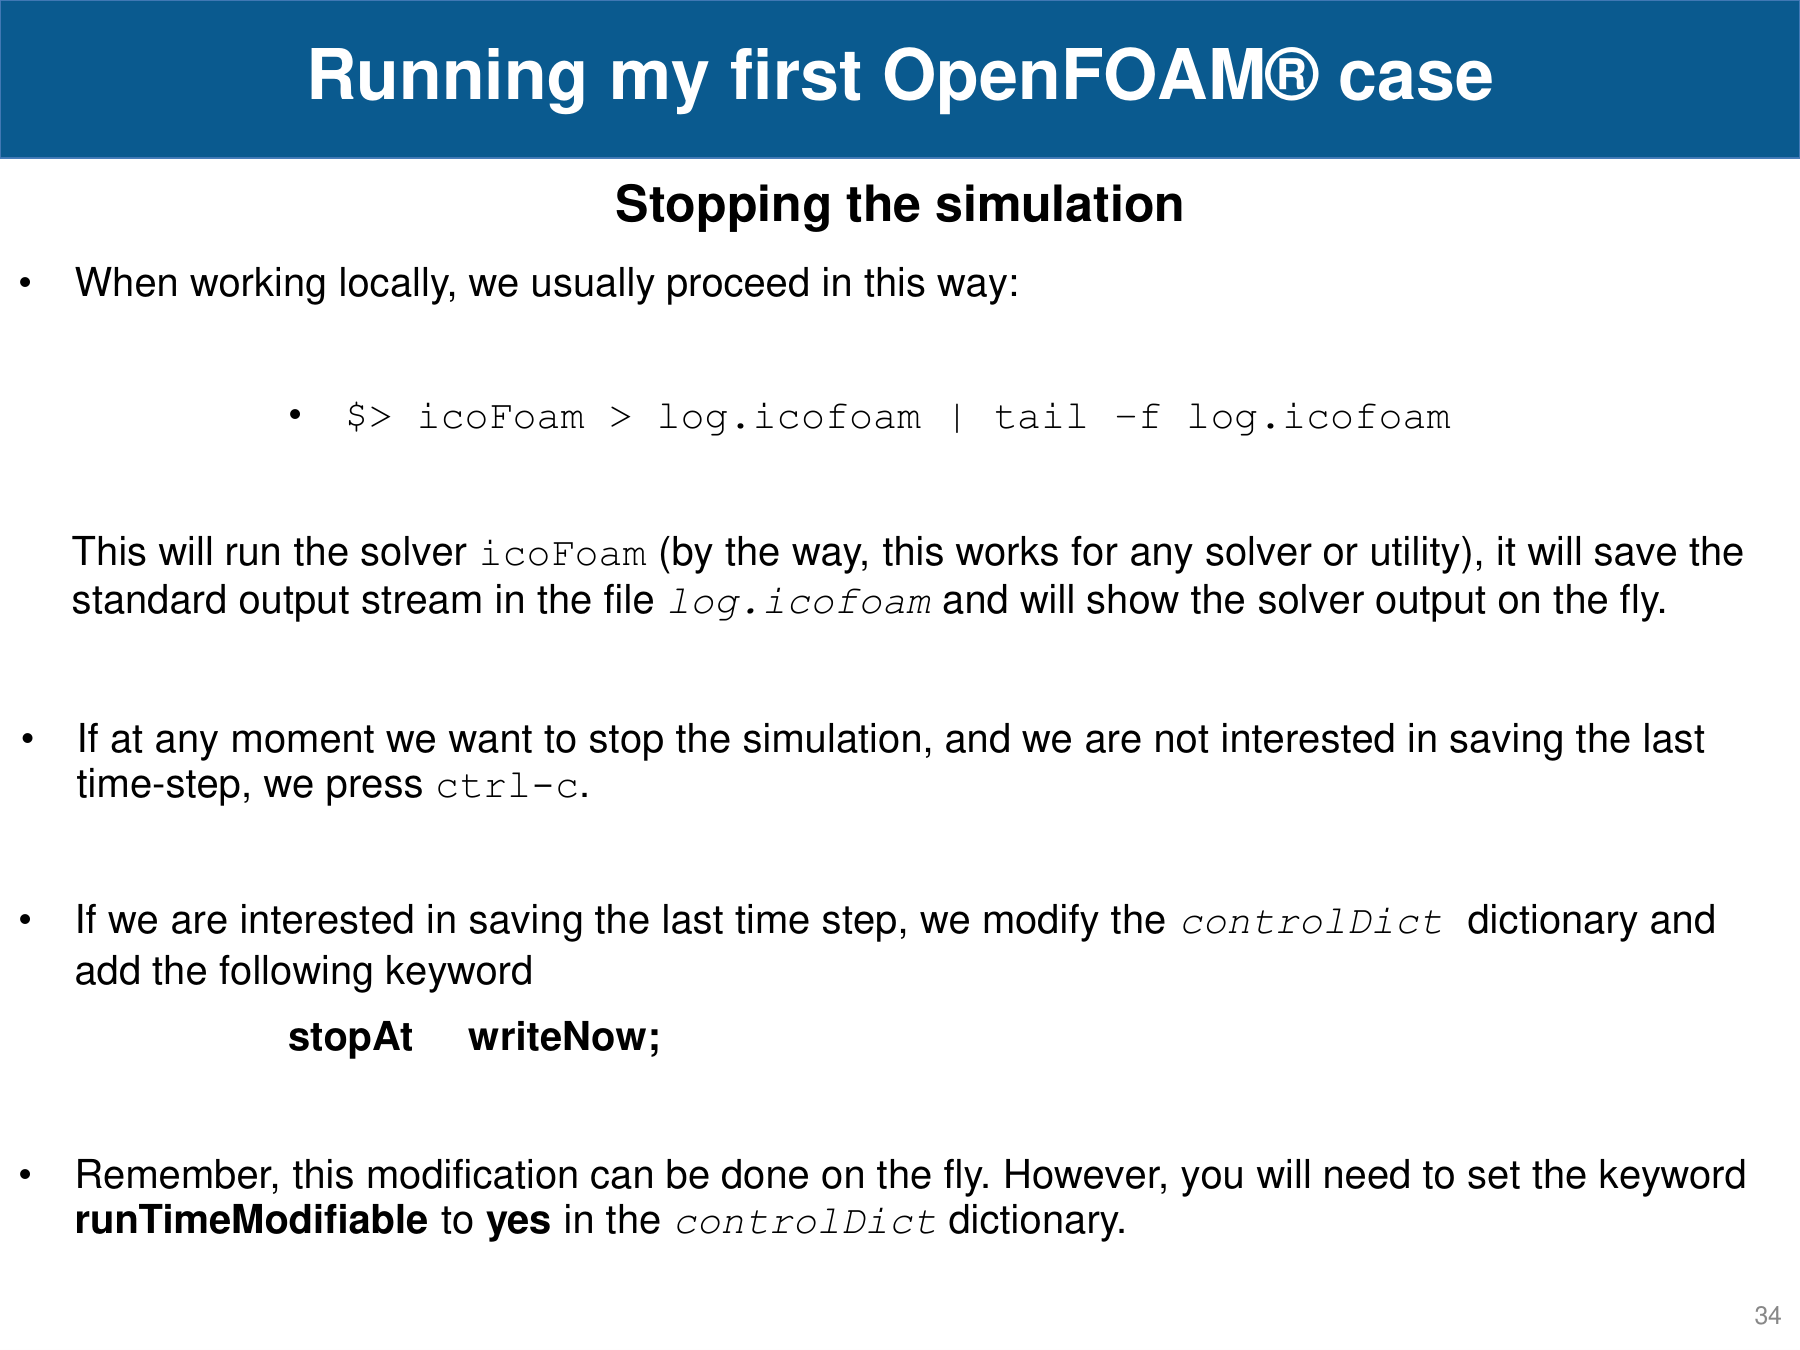 Running my first OpenFOAM® case
Stopping the simulation
• When working locally, we usually proceed in this way:
• $> icoFoam > log.icofoam | tail –f log.icofoam
This will run the solver icoFoam (by the way, this works for any solver or utility), it will save the
standard output stream in the file log.icofoam and will show the solver output on the fly.
• If at any moment we want to stop the simulation, and we are not interested in saving the last
time-step, we press ctrl-c.
• If we are interested in saving the last time step, we modify the controlDict dictionary and
add the following keyword
stopAt writeNow;
• Remember, this modification can be done on the fly. However, you will need to set the keyword
runTimeModifiable to yes in the controlDict dictionary.
34